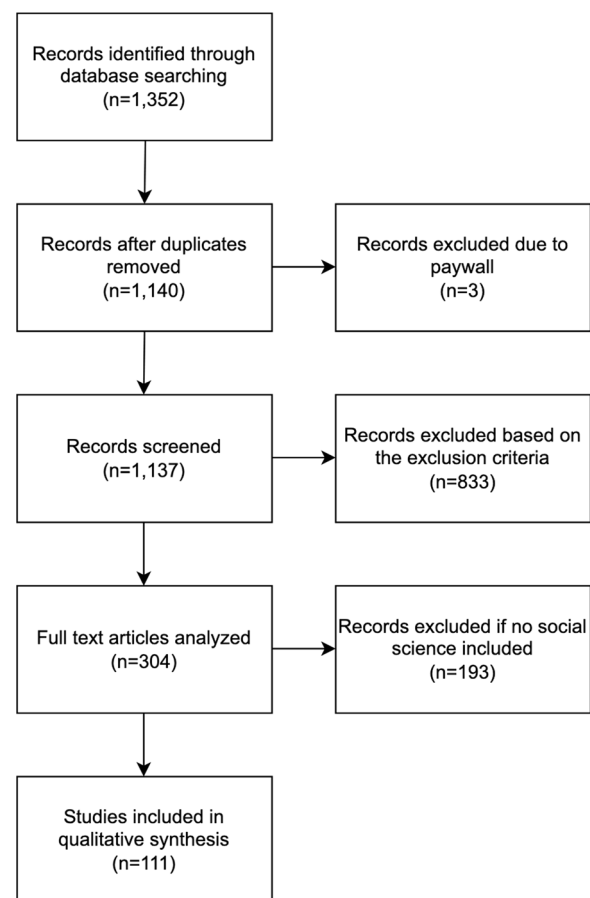 Records identified through
database searching
(n=1,352)
Records after duplicates
removed
(n=1,140)
Records excluded due to
paywall
(n=3)
Records screened
(n=1,137)
Records excluded based on
the exclusion criteria
(n=833)
Full text articles analyzed
(n=304)
Records excluded if no social
science included
(n=193)
Studies included in
qualitative synthesis
(n=111)